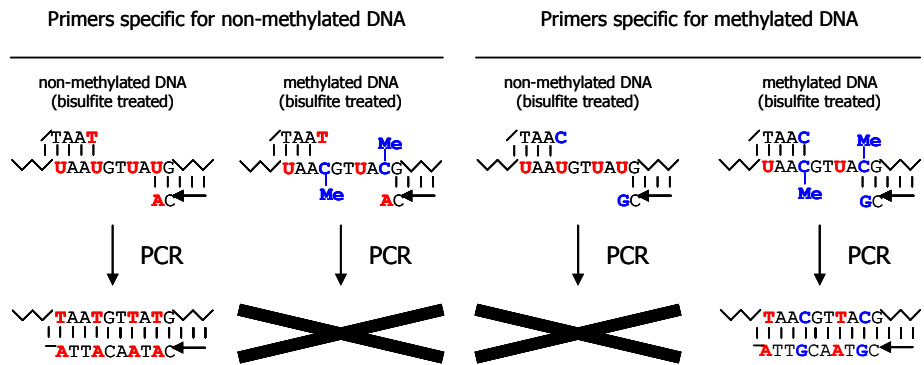 Primers specific for non-methylated DNA
Primers specific for methylated DNA
non-methylated DNA
(bisulfite treated)
methylated DNA
(bisulfite treated)
non-methylated DNA
(bisulfite treated)
methylated DNA
(bisulfite treated)
TAAT
UAAUGTUAUG
AC
TAAT
Me
UAACGTUACG
Me
AC
TAAC
UAAUGTUAUG
GC
TAAC
Me
UAACGTUACG
Me
GC
PCR
PCR
PCR
PCR
TAATGTTATG
ATTACAATAC
TAACGTTACG
ATTGCAATGC